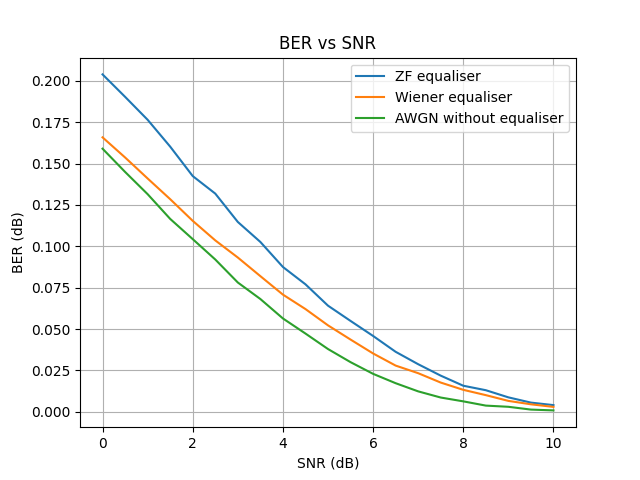 BER vs SNR
ZF equaliser
Wiener equaliser
AWGN without equaliser
BER (dB)
0.200
0.175
0.150
0.125
0.100
0.075
0.050
0.025
0.000
0 2 4 6 8 10
SNR (dB)